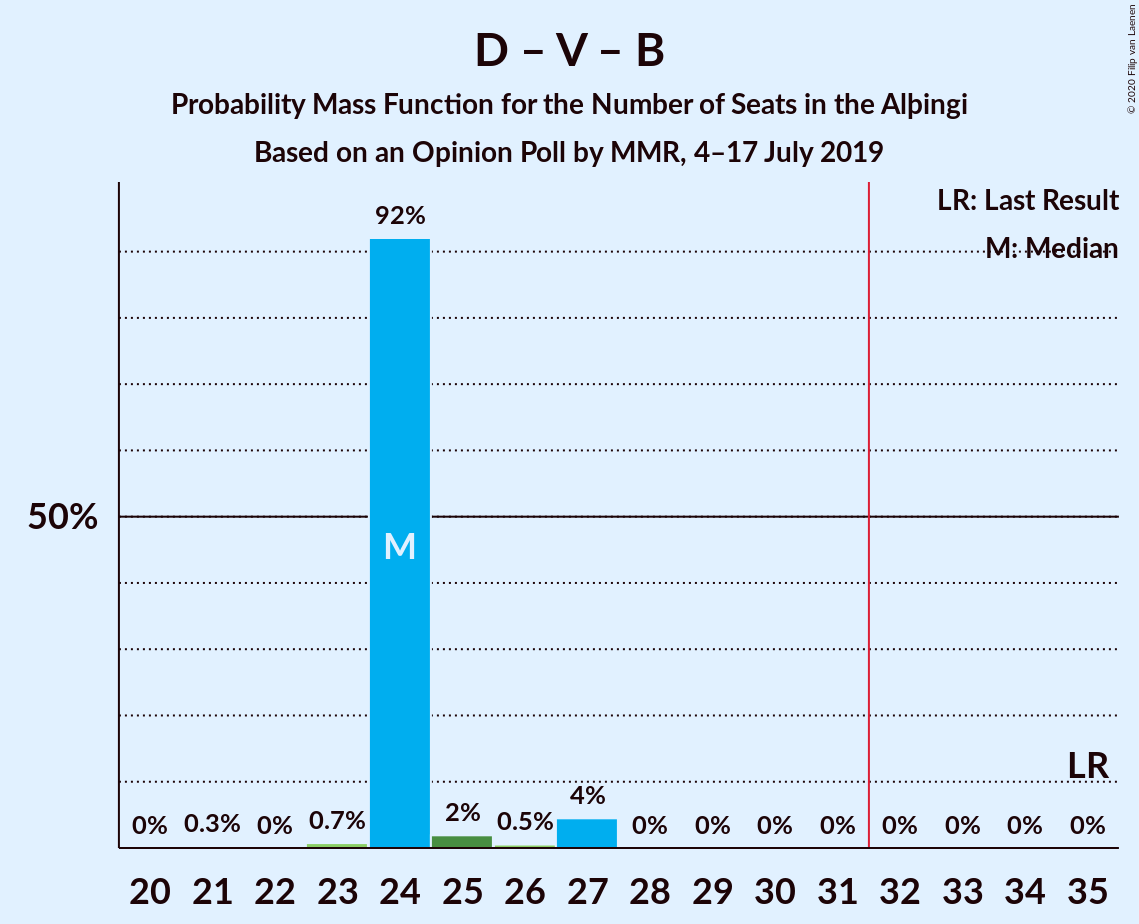 D – V – B
Probability Mass Function for the Number of Seats in the Alþingi
Based on an Opinion Poll by MMR, 4–17 July 2019
© 2020 Filip van Laenen
LR: Last Result
M: Median
50%
92%
M
LR
0% 0.3% 0% 0.7% 2% 0.5% 4% 0% 0% 0% 0% 0% 0% 0% 0%
20 21 22 23 24 25 26 27 28 29 30 31 32 33 34 35